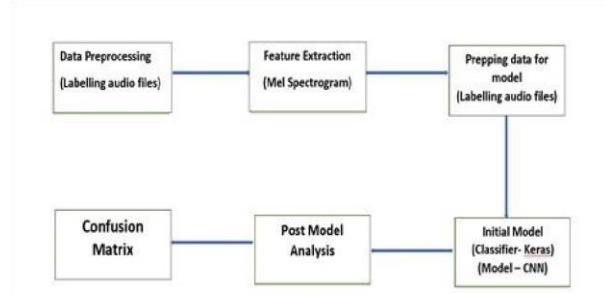 Data Preprocessing
(Labelling audio files)
Feature Extraction
(Mel Spectrogram)
Prepping data for
model
(Labelling audio files)
Initial Model
(Classifier- Keras)
(Model – CNN)
Post Model
Analysis
Confusion
Matrix